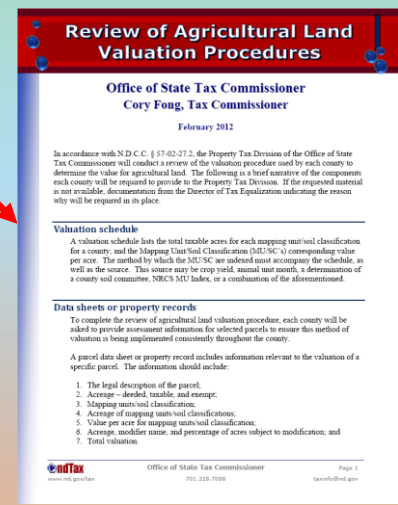 Review of Agricultural Land
Valuation Procedures
Office of State Tax Commissioner
Cory Fong, Tax Commissioner
February 2012
In accordance with N.D.C.C. § 57-02-27.2, the Property Tax Division of the Office of State
Tax Commissioner will conduct a review of the valuation procedure used by each county to
determine the value for agricultural land. The following is a brief narrative of the components
each county will be required to provide to the Property Tax Division. If the requested material
is not available, documentation from the Director of Tax Equalization indicating the reason
why will be required in its place.
Valuation schedule
A valuation schedule lists the total taxable acres for each mapping unit/soil classification
for a county, and the Mapping Unit/Soil Classification (MU/SC's) corresponding value
per acre. The method by which the MU/SC are indexed must accompany the schedule, as
well as the source. This source may be crop yield, animal unit month, a determination of
a county soil committee, NRCS MU Index, or a combination of the aforementioned.
Data sheets or property records
To complete the review of agricultural land valuation procedure, each county will be
asked to provide assessment information for selected parcels to ensure this method of
valuation is being implemented consistently throughout the county.
A parcel data sheet or property record includes information relevant to the valuation of a
specific parcel. The information should include:
1. The legal description of the parcel;
2. Acreage – deeded, taxable, and exempt;
3. Mapping units/soil classification;
4. Acreage of mapping units/soil classifications;
5. Value per acre for mapping units/soil classification;
6. Acreage, modifier name, and percentage of acres subject to modification; and
7. Total valuation.
ndTax Office of State Tax Commissioner Page 1
www.nd.gov/tax 701.328.7088 taxinfo@nd.gov